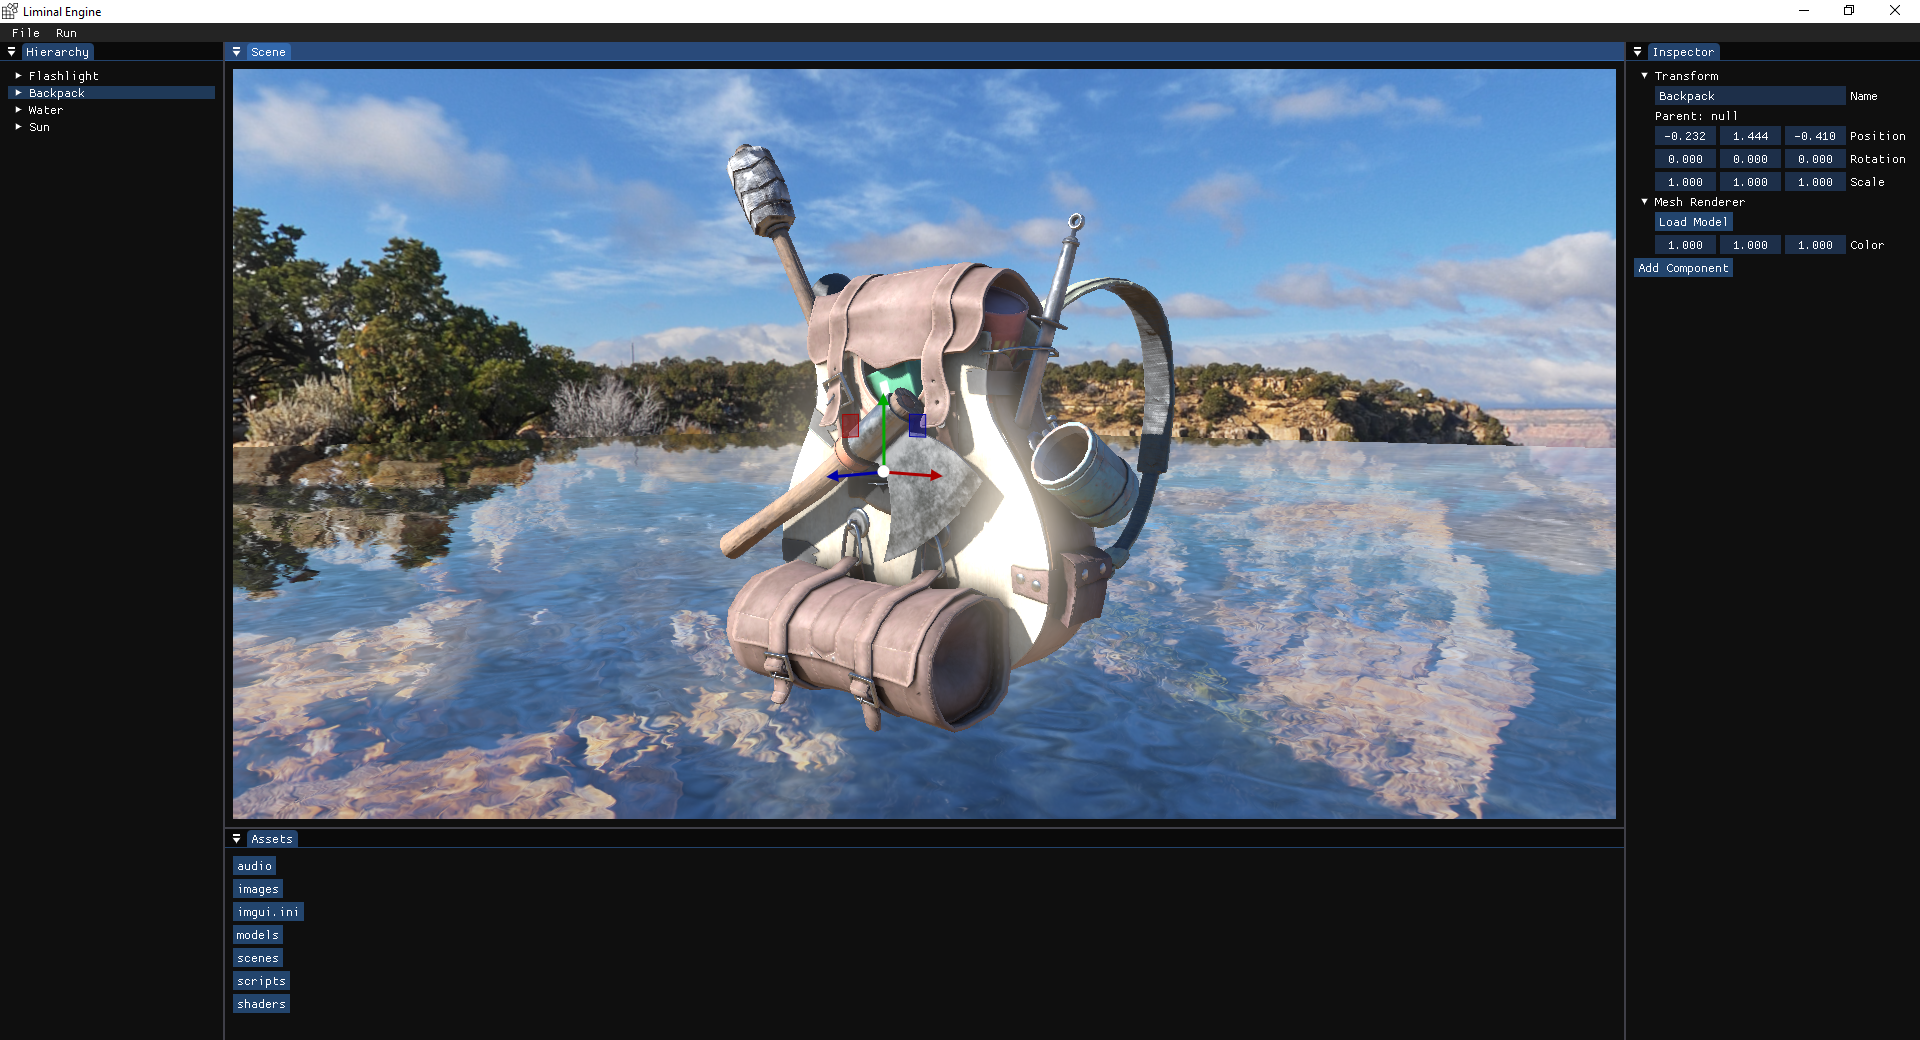 Liminal Engine
File Run
Hierarchy
Flashlight
Backpack
Water
Sun
Scene
Assets
audio
images
imgui.ini
models
scenes
scripts
shaders
Inspector
Transform
Backpack Name
Parent: null
-0.232 1.444 -0.410 Position
0.000 0.000 0.000 Rotation
1.000 1.000 1.000 Scale
Mesh Renderer
Load Model
1.000 1.000 1.000 Color
Add Component